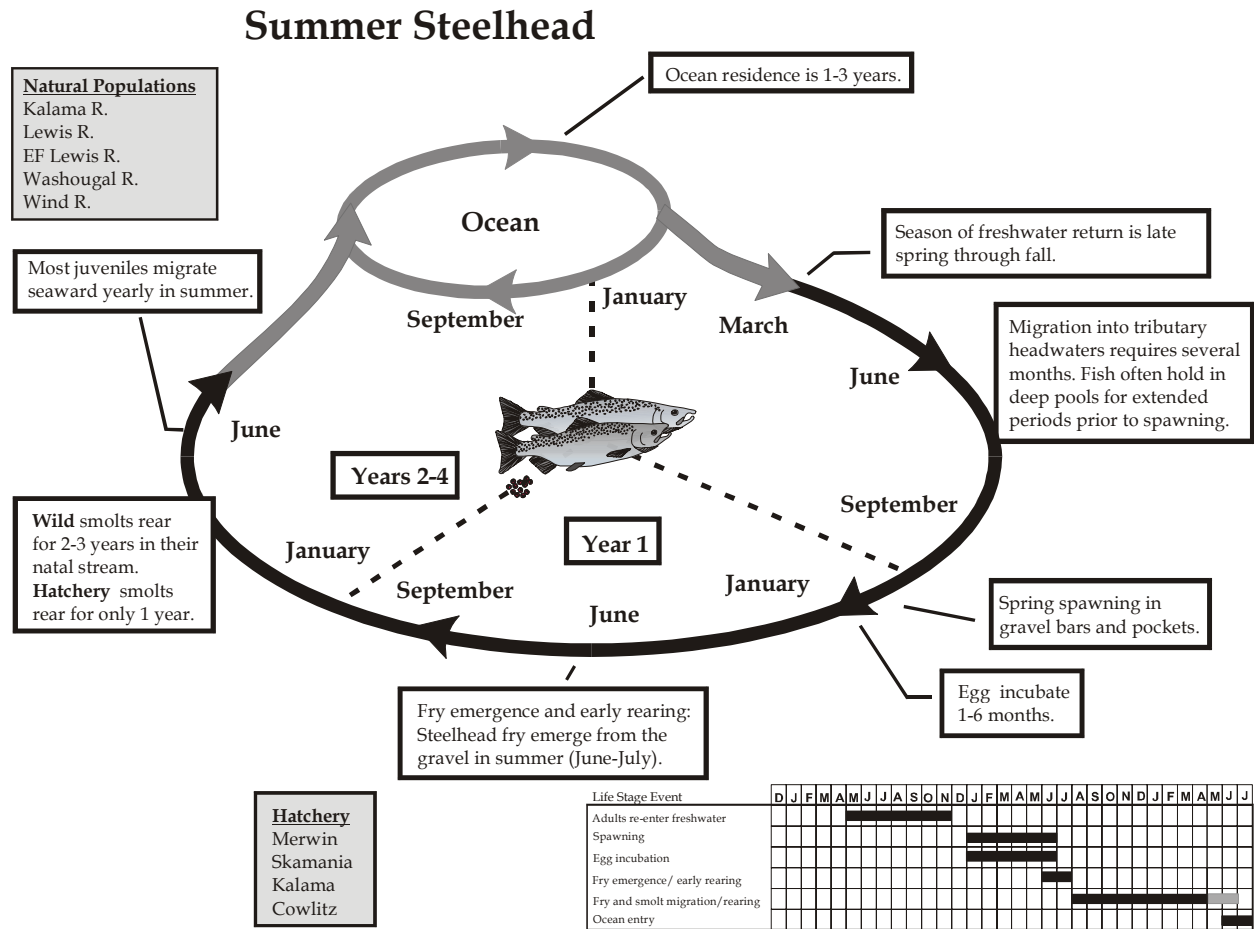 Summer Steelhead
Natural Populations
Kalama R.
Lewis R.
EF Lewis R.
Washougal R.
Wind R.
Ocean residence is 1-3 years.
Ocean
Season of freshwater return is late
spring through fall.
Most juveniles migrate
seaward yearly in summer.
January
September
March
Migration into tributary
headwaters requires several
months. Fish often hold in
deep pools for extended
periods prior to spawning.
June
June
Years 2-4
September
Wild smolts rear
for 2-3 years in their
natal stream.
Hatchery smolts
rear for only 1 year.
January
Year 1
September
January
June
Spring spawning in
gravel bars and pockets.
Egg incubate
1-6 months.
Fry emergence and early rearing:
Steelhead fry emerge from the
gravel in summer (June-July).
Hatchery
Merwin
Skamania
Kalama
Cowlitz
Life Stage Event D J F M A M J J A S O N D J F M A M J J A S O N D J F M A M J J
Adults re-enter freshwater
Spawning
Egg incubation
Fry emergence/ early rearing
Fry and smolt migration/rearing
Ocean entry